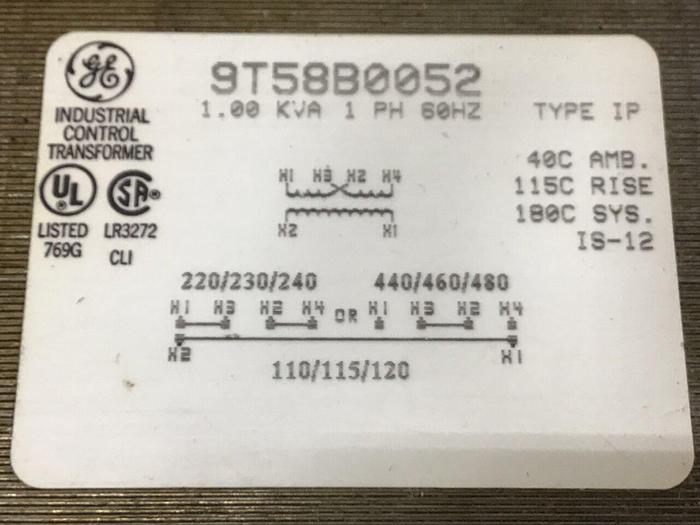 GE
9T58B0052
1.00 KVA 1 PH 60HZ TYPE IP
INDUSTRIAL
CONTROL
TRANSFORMER
40C AMB.
115C RISE
180C SYS.
IS-12
UL ®
SA ®
LISTED
769G
LR3272
CLI
H1 H3 H2 H4
X2 X1
220/230/240 440/460/480
H1 H3 H2 H4 OR H1 H3 H2 H4
X2 X1
110/115/120